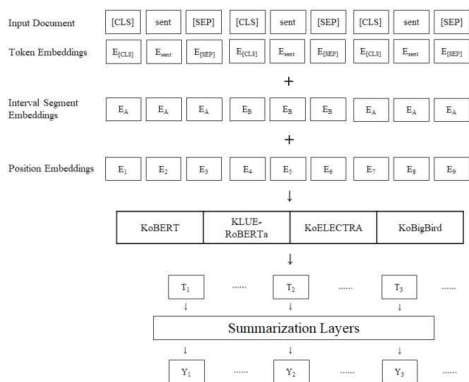 Input Document [CLS] sent [SEP] [CLS] sent [SEP] [CLS] sent [SEP]
Token Embeddings E[CLS] Esent E[SEP] E[CLS] Esent E[SEP] E[CLS] Esent E[SEP]
+
Interval Segment
Embeddings EA EA EA EB EB EB EA EA EA
+
Position Embeddings E1 E2 E3 E4 E5 E6 E7 E8 E9
↓
KoBERT KLUE-
RoBERTa KoELECTRA KoBigBird
↓
T1 ...... T2 ...... T3 ......
↓ ↓ ↓
Summarization Layers
↓ ↓ ↓
Y1 ...... Y2 ...... Y3 ......